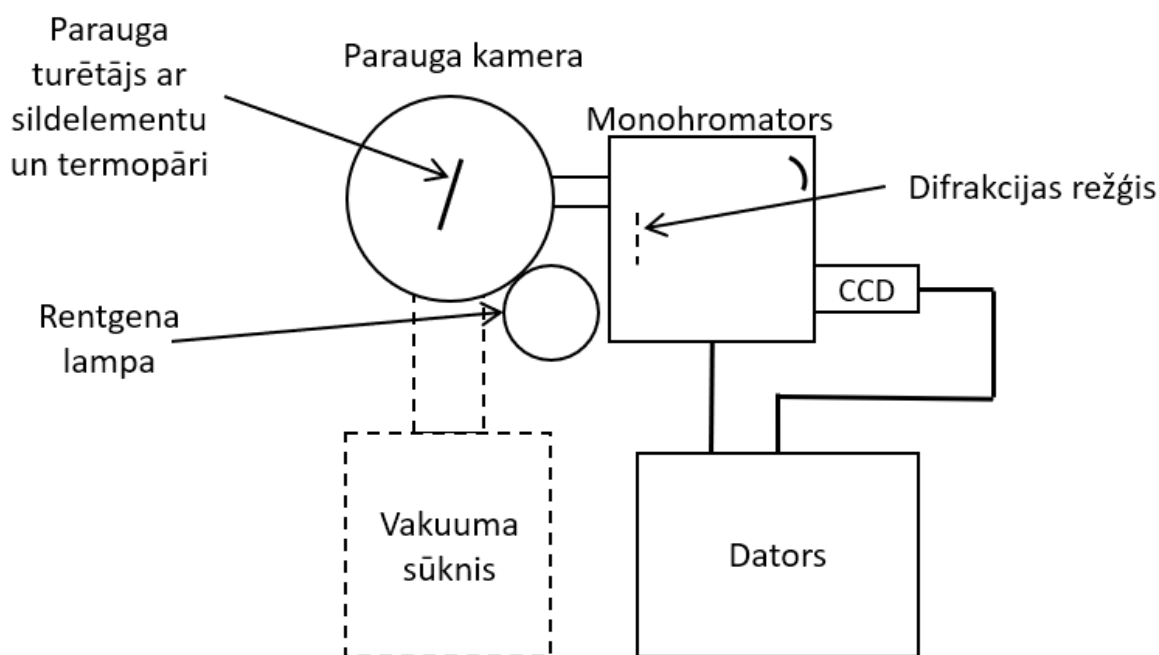 Parauga
turētājs ar
sildelementu
un termopāri
Parauga kamera
Monohromators
Difrakcijas režģis
CCD
Rentgena
lampa
Vakuuma
sūknis
Dators